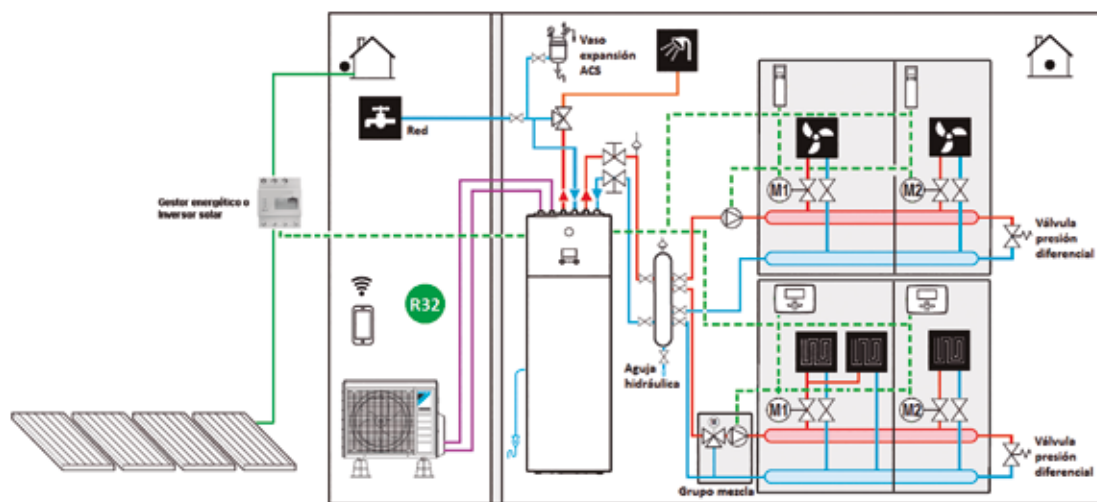 Vaso
expansión
ACS
Red
Gestor energético o
Inversor solar
R32
M1
M2
Válvula
presión
diferencial
Aguja
hidráulica
M1
M2
Válvula
presión
diferencial
Grupo mezcla